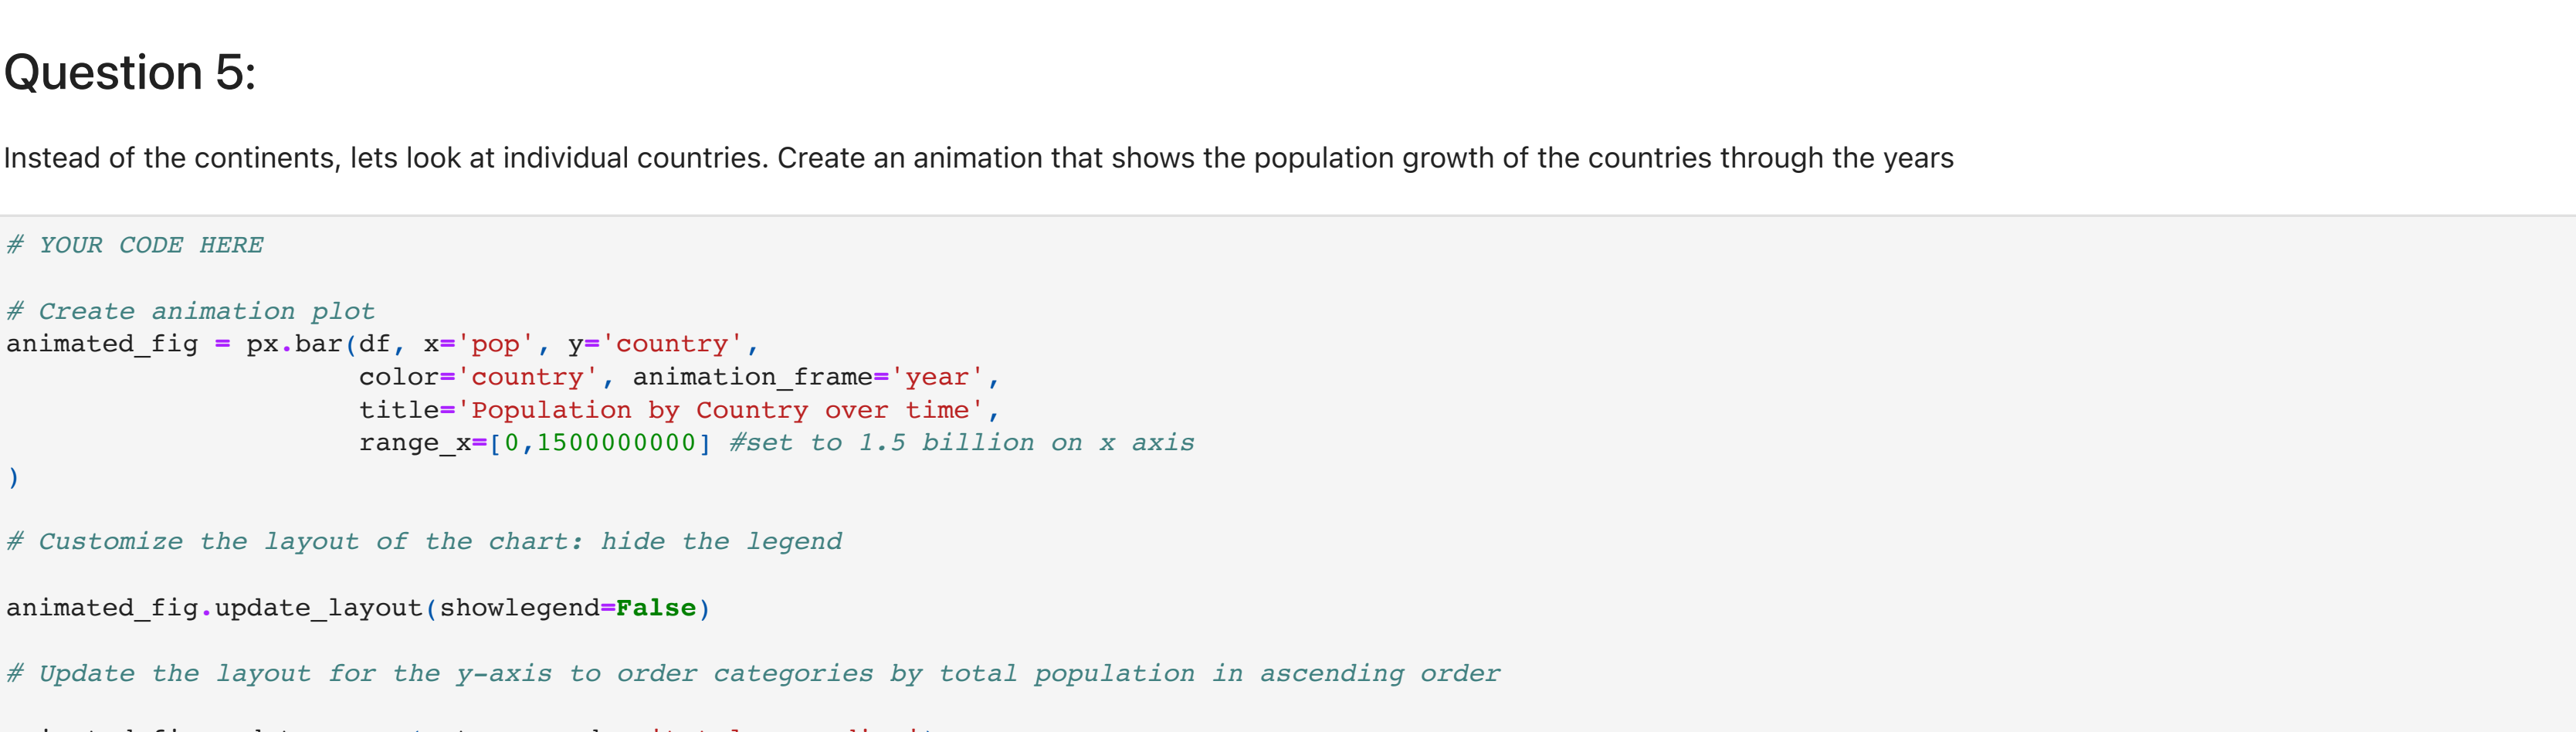 Question 5:
Instead of the continents, lets look at individual countries. Create an animation that shows the population growth of the countries through the years
# YOUR CODE HERE
# Create animation plot
animated_fig = px.bar(df, x='pop', y='country',
color='country', animation_frame='year',
title='Population by Country over time',
range_x=[0,1500000000] #set to 1.5 billion on x axis
)
# Customize the layout of the chart: hide the legend
animated_fig.update_layout(showlegend=False)
# Update the layout for the y-axis to order categories by total population in ascending order